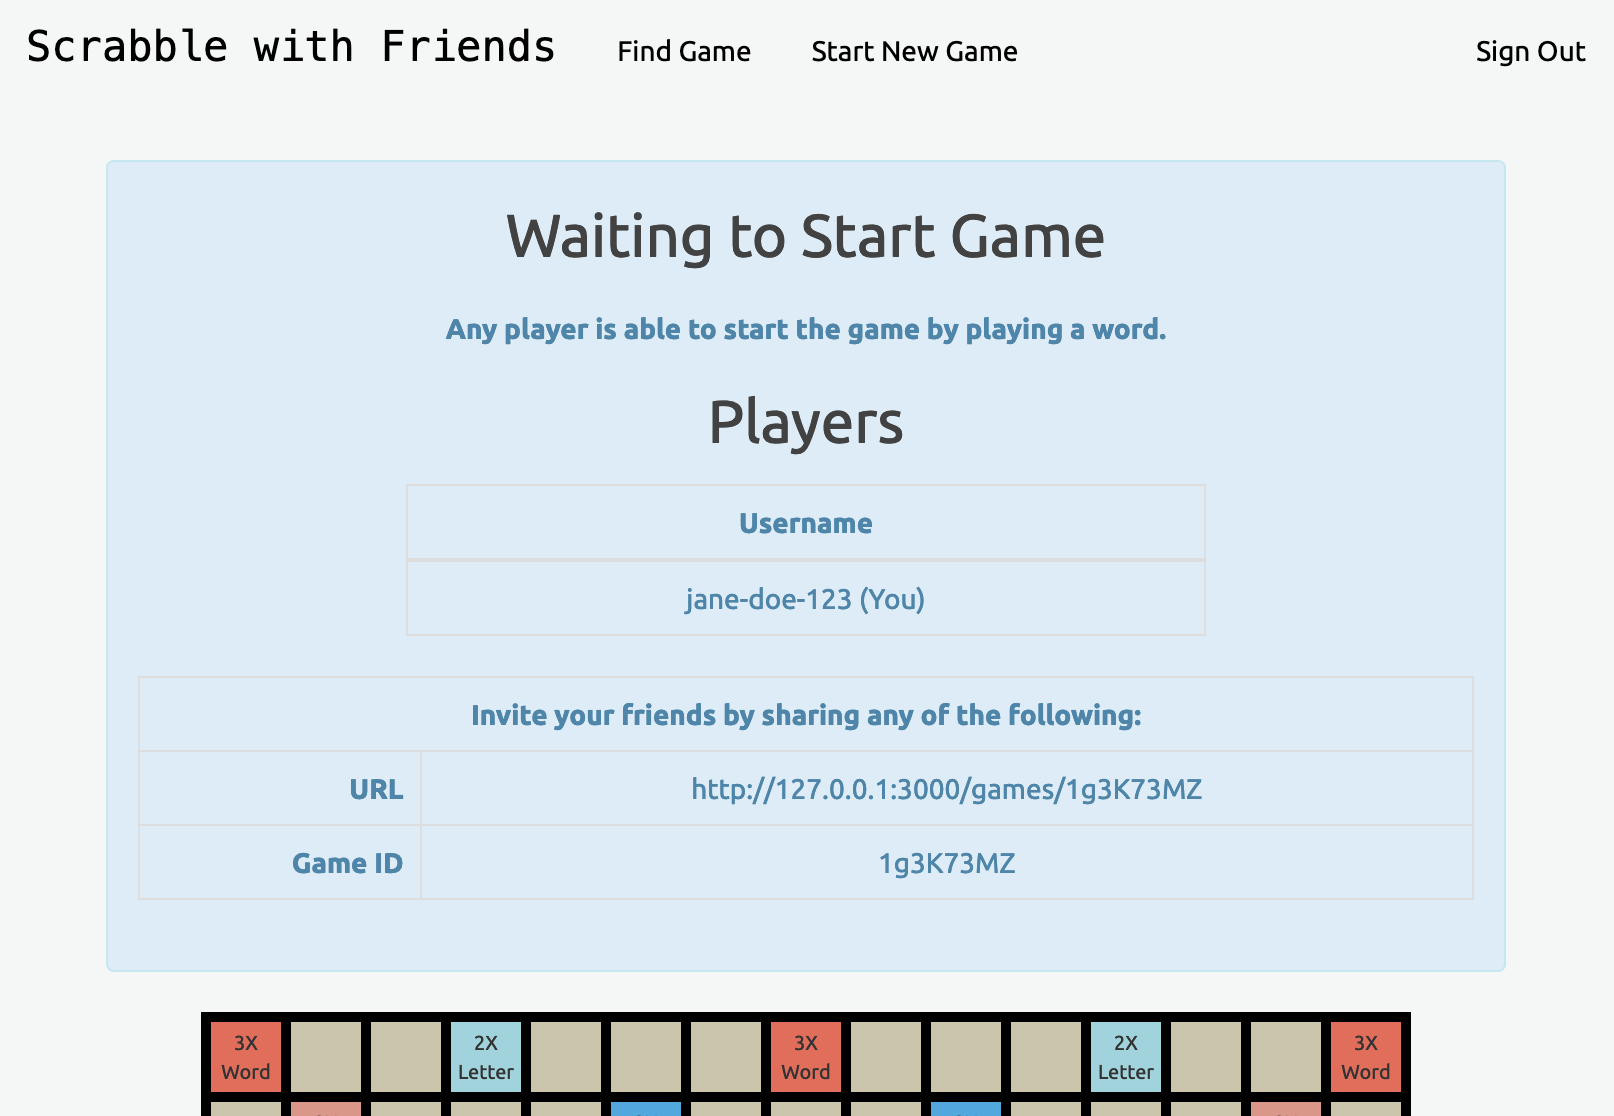 Scrabble with Friends Find Game Start New Game Sign Out
Waiting to Start Game
Any player is able to start the game by playing a word.
Players
Username
jane-doe-123 (You)
Invite your friends by sharing any of the following:
URL http://127.0.0.1:3000/games/1g3K73MZ
Game ID 1g3K73MZ
3X 2X 3X 2X 3X
Word Letter Word Letter Word